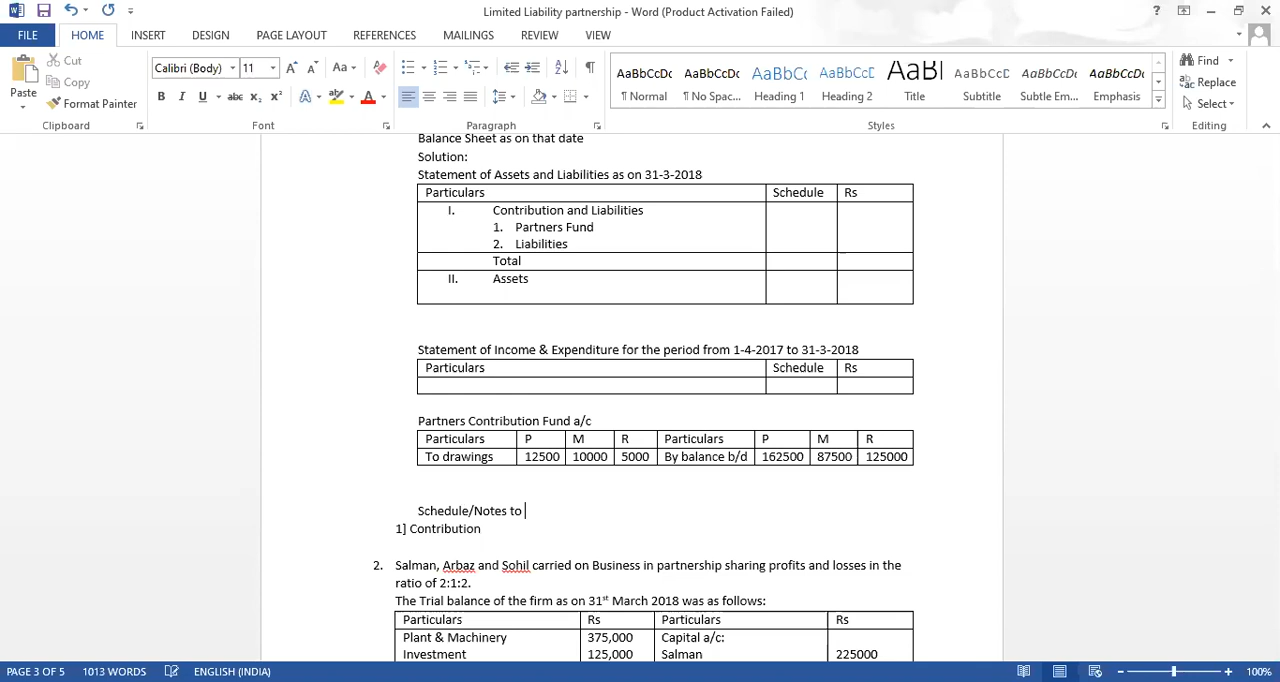 Limited Liability partnership - Word (Product Activation Failed)
FILE HOME INSERT DESIGN PAGE LAYOUT REFERENCES MAILINGS REVIEW VIEW
Paste
Cut
Copy
Format Painter
Clipboard
Calibri (Body) 11
Font
Paragraph
AaBbCcDc AaBbCcDc AaBbCc AaBbCcD AaBl AaBbCcD AaBbCcDc AaBbCcDc
¶ Normal ¶ No Spac... Heading 1 Heading 2 Title Subtitle Subtle Em... Emphasis
Styles
Find
Replace
Select
Editing
Balance Sheet as on that date
Solution:
Statement of Assets and Liabilities as on 31-3-2018
Particulars Schedule Rs
I. Contribution and Liabilities
1. Partners Fund
2. Liabilities
Total
II. Assets
Statement of Income & Expenditure for the period from 1-4-2017 to 31-3-2018
Particulars Schedule Rs
Partners Contribution Fund a/c
Particulars P M R Particulars P M R
To drawings 12500 10000 5000 By balance b/d 162500 87500 125000
Schedule/Notes to
1] Contribution
2. Salman, Arbaz and Sohil carried on Business in partnership sharing profits and losses in the
ratio of 2:1:2.
The Trial balance of the firm as on 31st March 2018 was as follows:
Particulars Rs Particulars Rs
Plant & Machinery 375,000 Capital a/c:
Investment 125,000 Salman 225000
PAGE 3 OF 5 1013 WORDS ENGLISH (INDIA) 100%